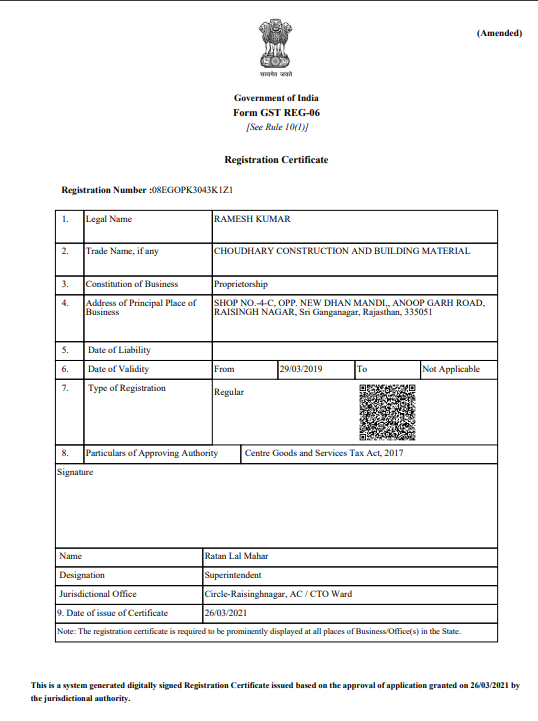 (Amended)
सत्यमेव जयते
Government of India
Form GST REG-06
[See Rule 10(1)]
Registration Certificate
Registration Number :08EGOPK3043K1Z1
1. Legal Name RAMESH KUMAR
2. Trade Name, if any CHOUDHARY CONSTRUCTION AND BUILDING MATERIAL
3. Constitution of Business Proprietorship
4. Address of Principal Place of SHOP NO.-4-C, OPP. NEW DHAN MANDI,, ANOOP GARH ROAD,
Business RAISINGH NAGAR, Sri Ganganagar, Rajasthan, 335051
5. Date of Liability
6. Date of Validity From 29/03/2019 To Not Applicable
7. Type of Registration Regular
8. Particulars of Approving Authority Centre Goods and Services Tax Act, 2017
Signature
Name Ratan Lal Mahar
Designation Superintendent
Jurisdictional Office Circle-Raisinghnagar, AC / CTO Ward
9. Date of issue of Certificate 26/03/2021
Note: The registration certificate is required to be prominently displayed at all places of Business/Office(s) in the State.
This is a system generated digitally signed Registration Certificate issued based on the approval of application granted on 26/03/2021 by
the jurisdictional authority.